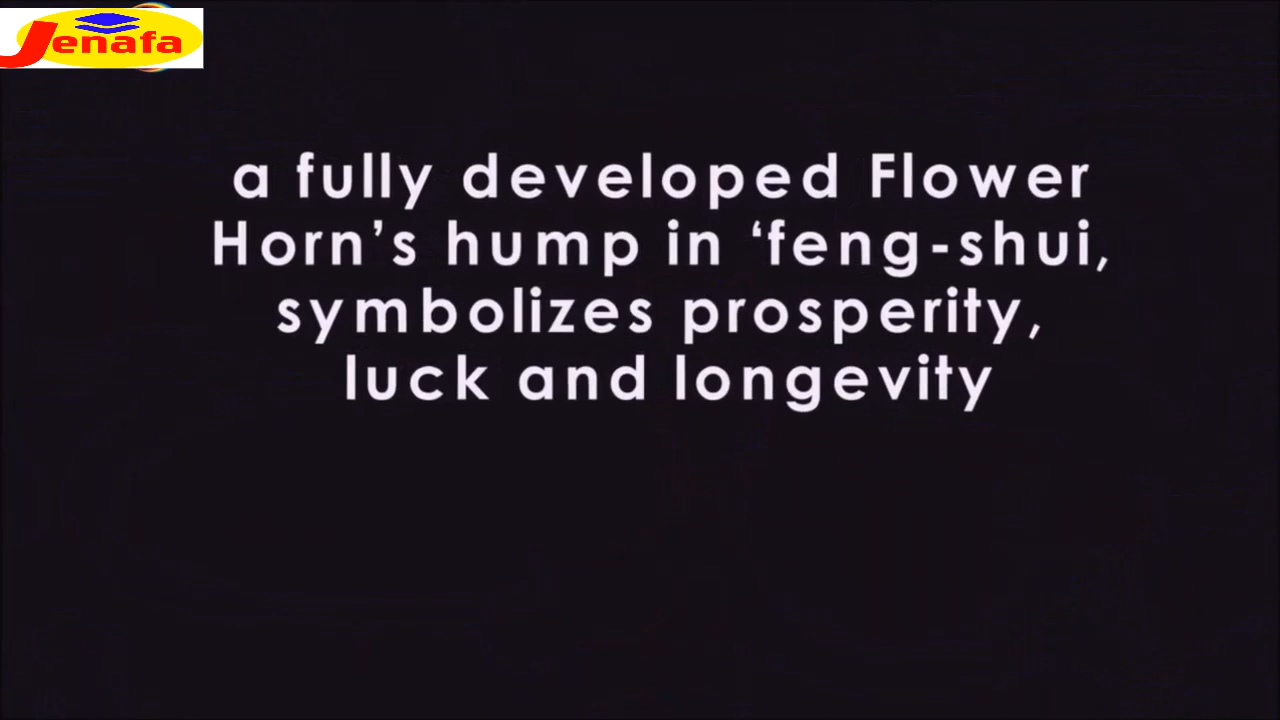 Jenafa
a fully developed Flower
Horn’s hump in ‘feng-shui,
symbolizes prosperity,
luck and longevity